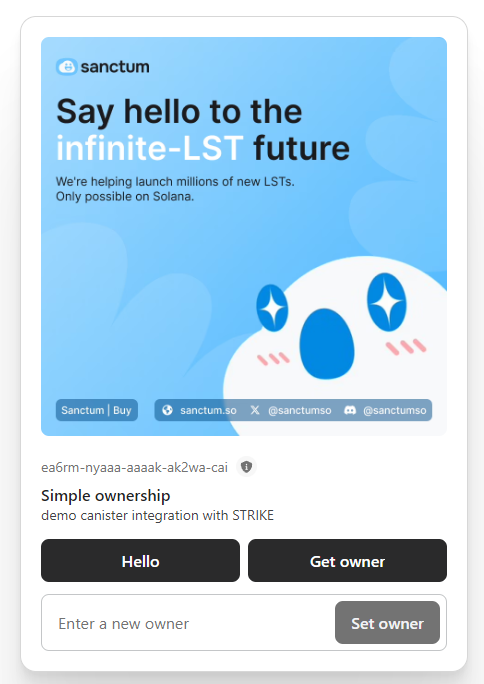 sanctum
Say hello to the
infinite-LST future
We're helping launch millions of new LSTs.
Only possible on Solana.
Sanctum | Buy
sanctum.so
@sanctumso
@sanctumso
ea6rm-nyaaa-aaaak-ak2wa-cai
Simple ownership
demo canister integration with STRIKE
Hello
Get owner
Enter a new owner
Set owner